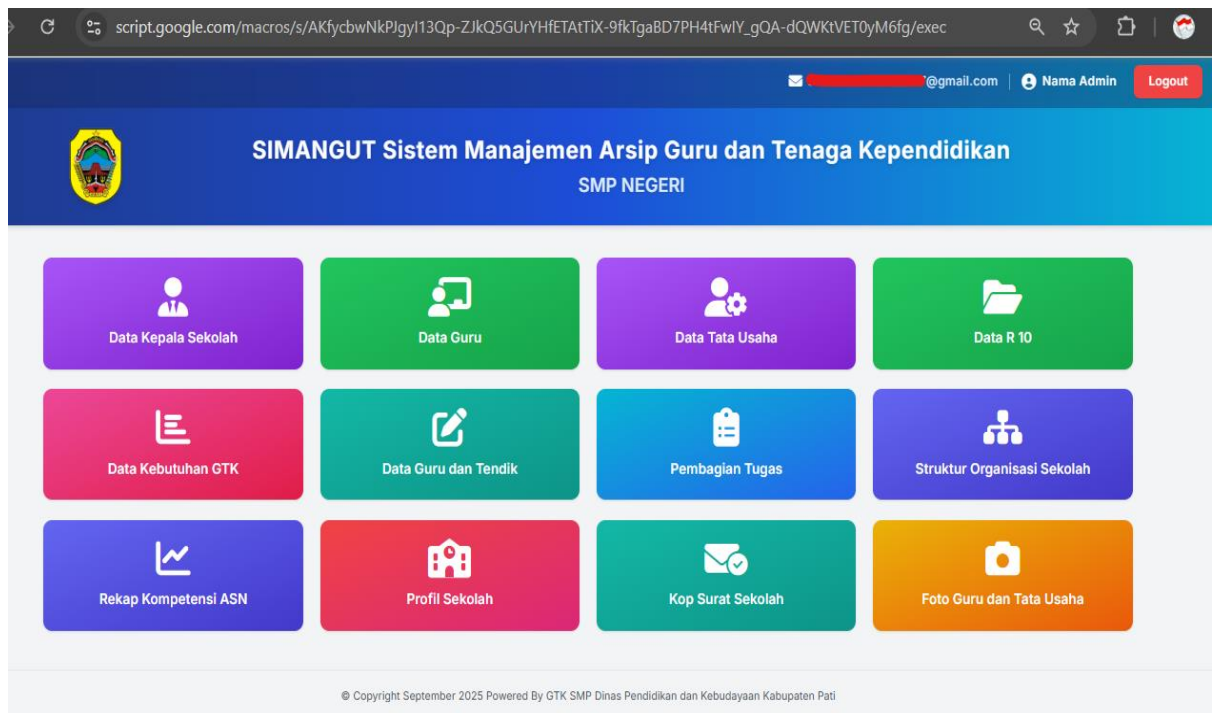 script.google.com/macros/s/AKfycbwNkPJgyI13Qp-ZJkQ5GUrYHfETAtTiX-9fkTgaBD7PH4tFwIY_gQA-dQWKtVET0yM6fg/exec
@gmail.com | Nama Admin Logout
SIMANGUT Sistem Manajemen Arsip Guru dan Tenaga Kependidikan
SMP NEGERI
Data Kepala Sekolah
Data Guru
Data Tata Usaha
Data R 10
Data Kebutuhan GTK
Data Guru dan Tendik
Pembagian Tugas
Struktur Organisasi Sekolah
Rekap Kompetensi ASN
Profil Sekolah
Kop Surat Sekolah
Foto Guru dan Tata Usaha
© Copyright September 2025 Powered By GTK SMP Dinas Pendidikan dan Kebudayaan Kabupaten Pati